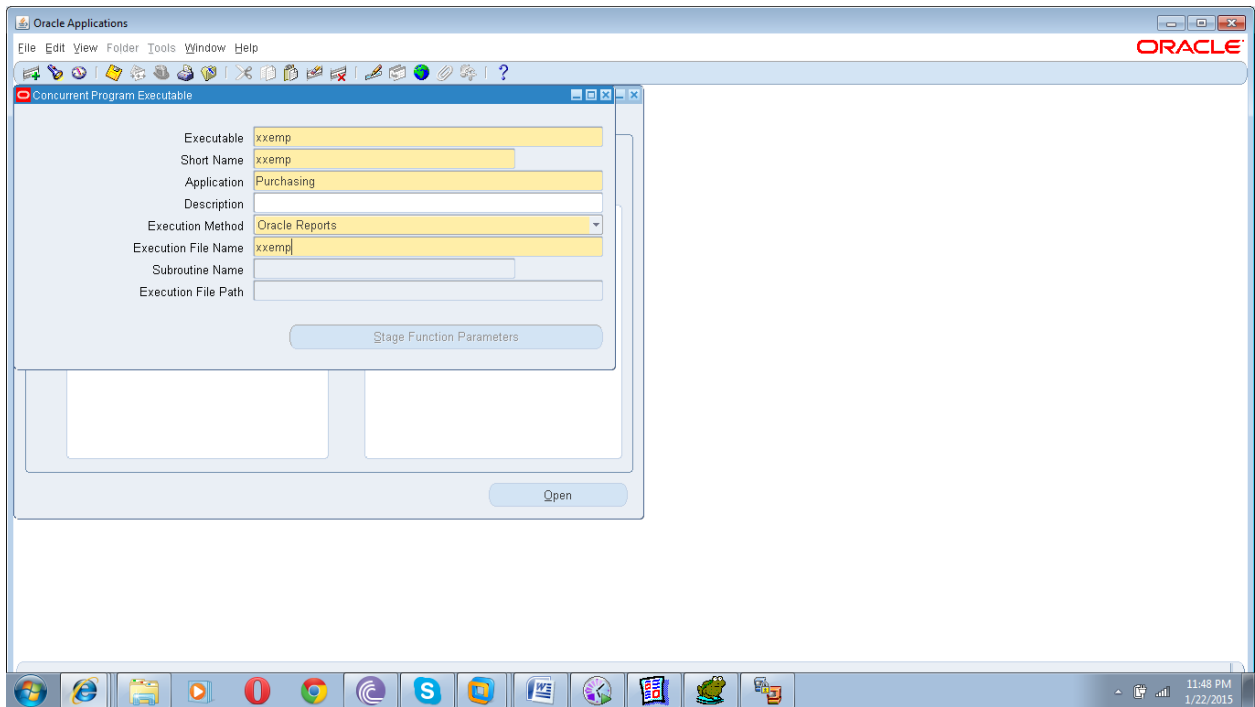 Oracle Applications
File Edit View Folder Tools Window Help
ORACLE
Concurrent Program Executable
Executable xxemp
Short Name xxemp
Application Purchasing
Description
Execution Method Oracle Reports
Execution File Name xxemp
Subroutine Name
Execution File Path
Stage Function Parameters
Open
11:48 PM
1/22/2015